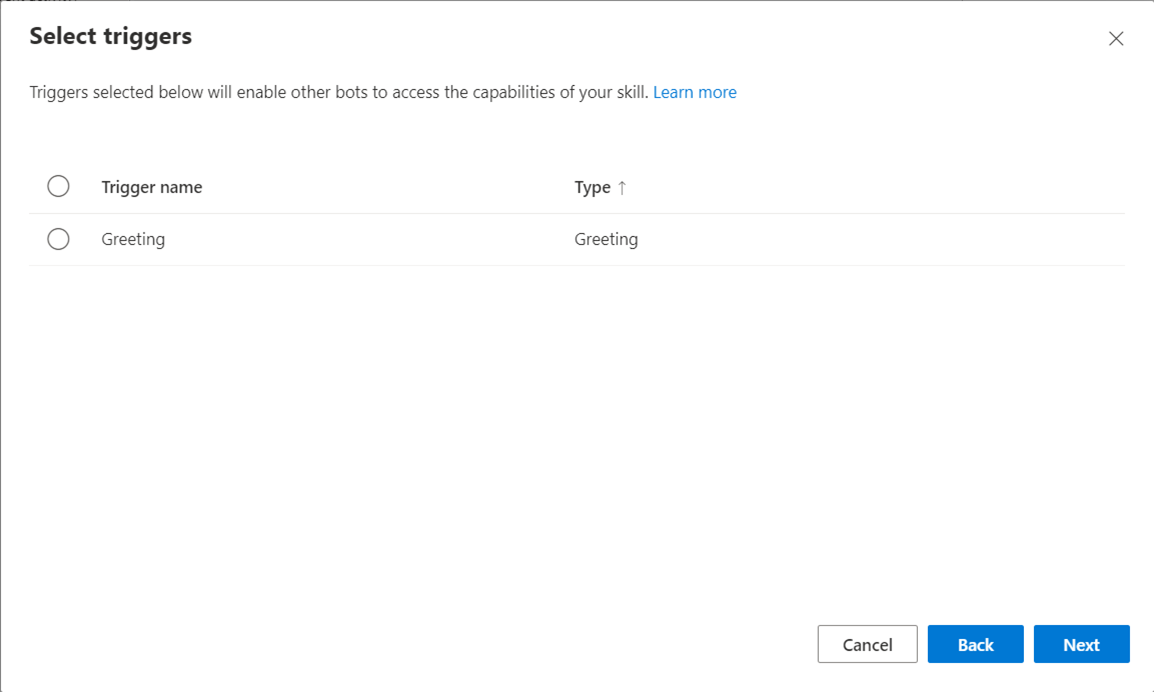 Select triggers
Triggers selected below will enable other bots to access the capabilities of your skill. Learn more
Trigger name Type ↑
Greeting Greeting
Cancel Back Next